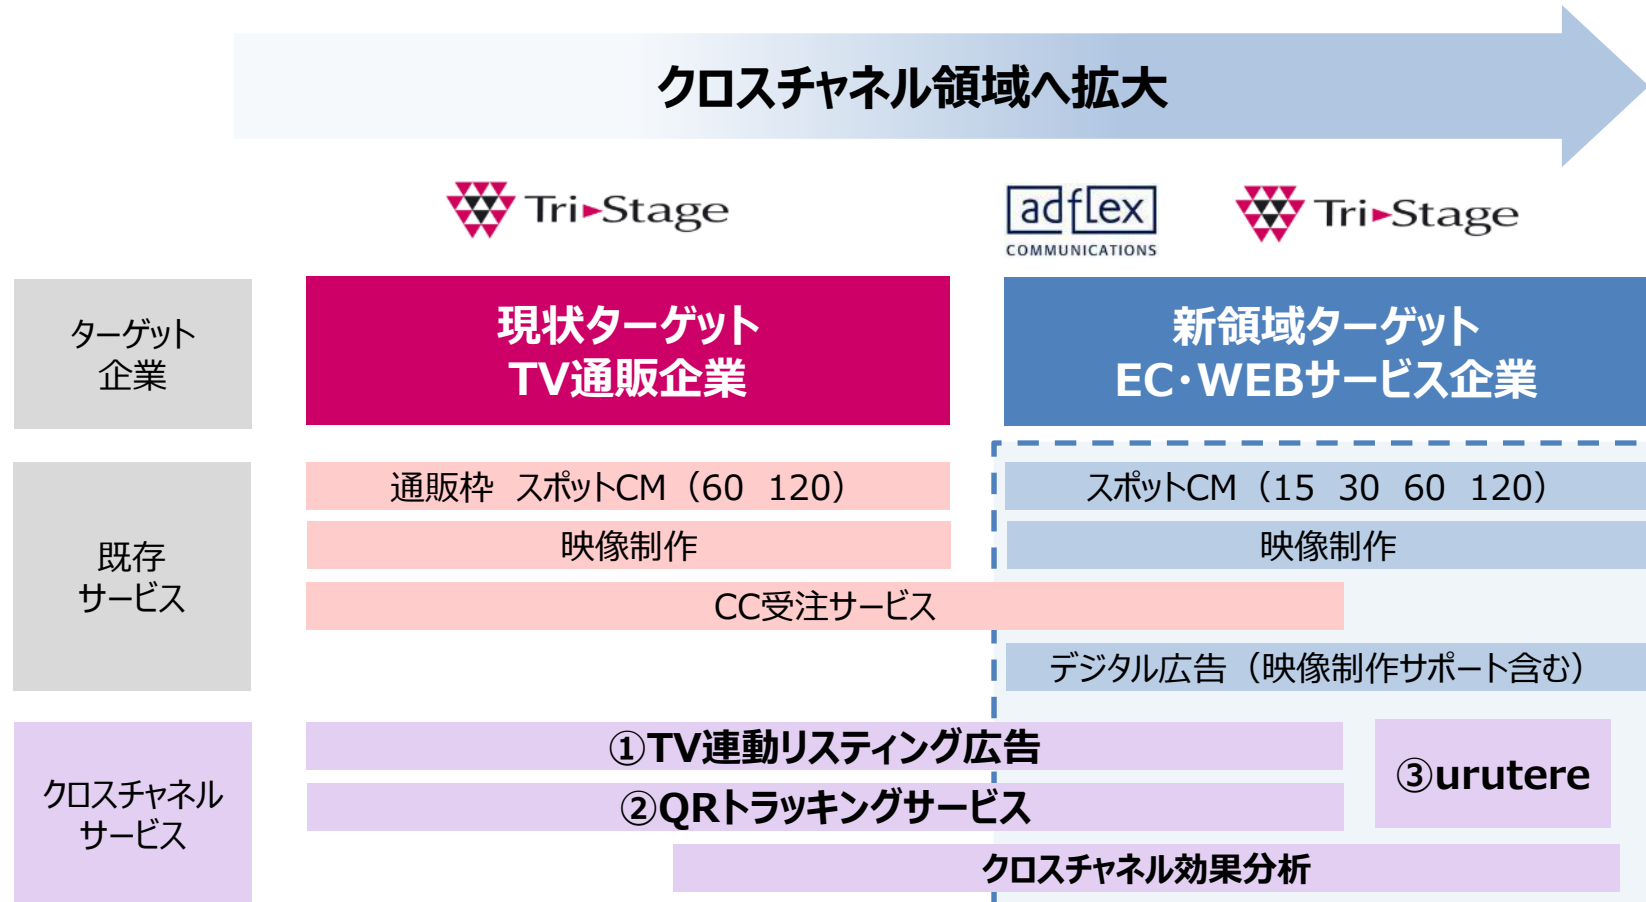 クロスチャネル領域へ拡大
Tri-Stage
adflex
COMMUNICATIONS
Tri-Stage
ターゲット
企業
現状ターゲット
TV通販企業
新領域ターゲット
EC・WEBサービス企業
既存
サービス
通販枠 スポットCM（60 120）
スポットCM（15 30 60 120）
映像制作
映像制作
CC受注サービス
デジタル広告（映像制作サポート含む）
クロスチャネル
サービス
①TV連動リスティング広告
②QRトラッキングサービス
③urutere
クロスチャネル効果分析